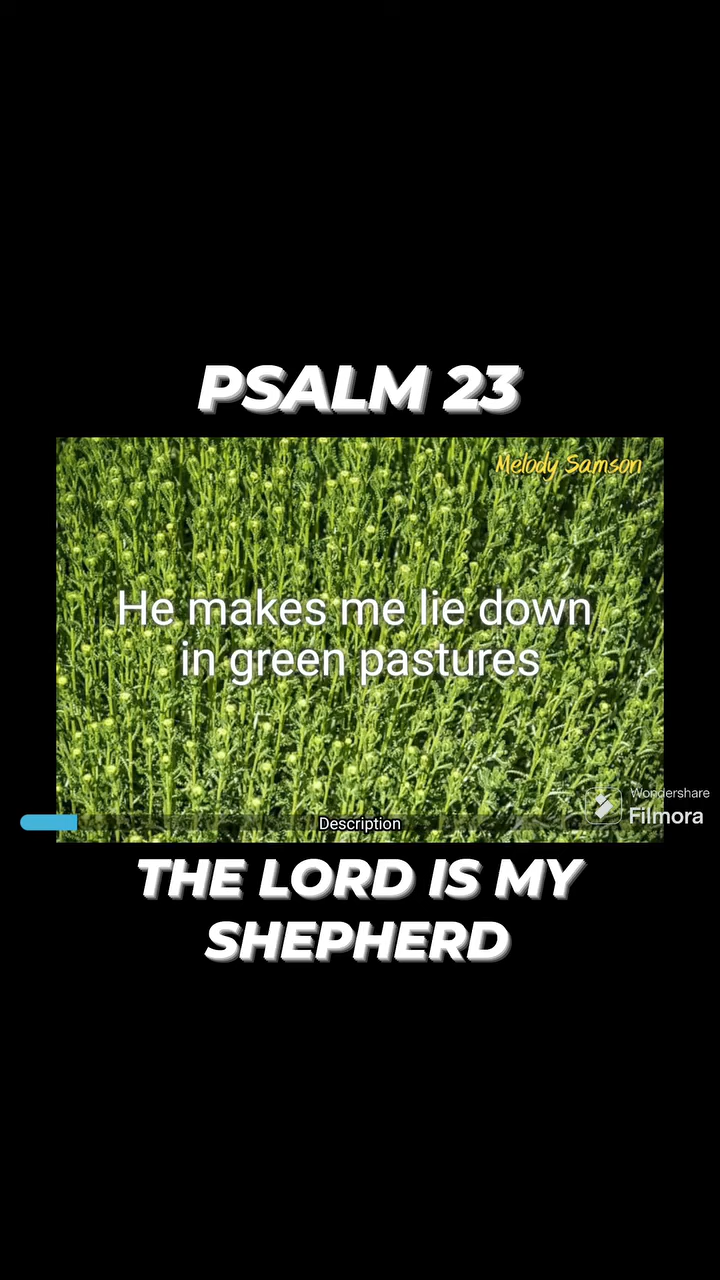 PSALM 23
Melody Samson
He makes me lie down
in green pastures
Wondershare
Filmora
Description
THE LORD IS MY
SHEPHERD